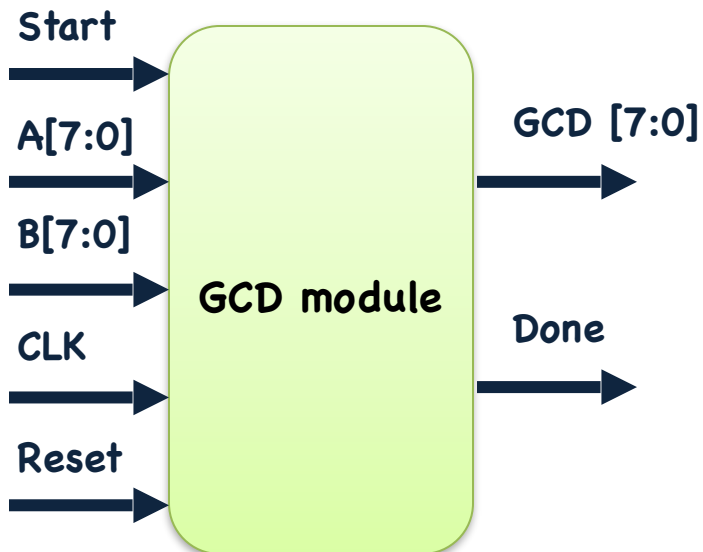 Start
A[7:0]
B[7:0]
CLK
Reset
GCD module
GCD [7:0]
Done